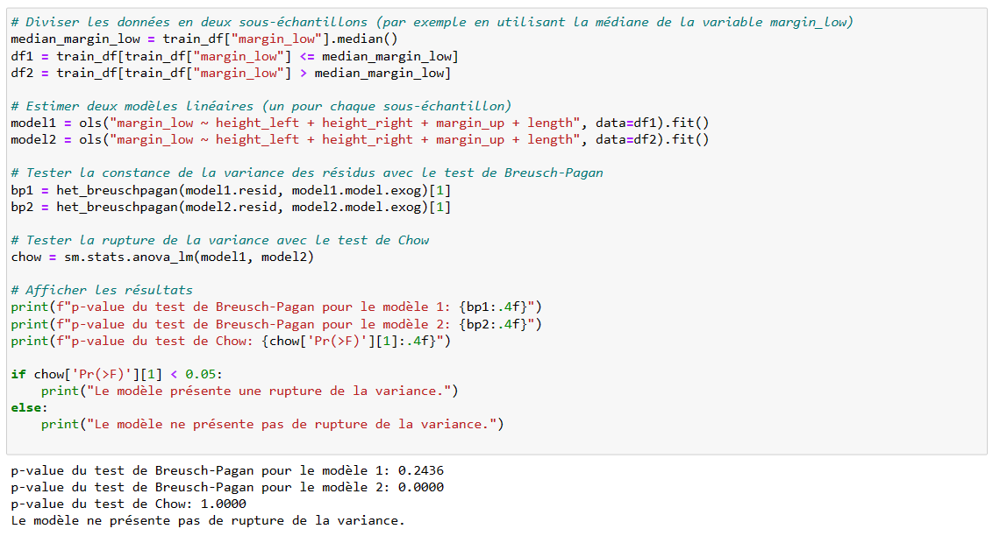 # Diviser les données en deux sous-échantillons (par exemple en utilisant la médiane de la variable margin_low)
median_margin_low = train_df["margin_low"].median()
df1 = train_df[train_df["margin_low"] <= median_margin_low]
df2 = train_df[train_df["margin_low"] > median_margin_low]

# Estimer deux modèles linéaires (un pour chaque sous-échantillon)
model1 = ols("margin_low ~ height_left + height_right + margin_up + length", data=df1).fit()
model2 = ols("margin_low ~ height_left + height_right + margin_up + length", data=df2).fit()

# Tester la constance de la variance des résidus avec le test de Breusch-Pagan
bp1 = het_breuschpagan(model1.resid, model1.model.exog)[1]
bp2 = het_breuschpagan(model2.resid, model2.model.exog)[1]

# Tester la rupture de la variance avec le test de Chow
chow = sm.stats.anova_lm(model1, model2)

# Afficher les résultats
print(f"p-value du test de Breusch-Pagan pour le modèle 1: {bp1:.4f}")
print(f"p-value du test de Breusch-Pagan pour le modèle 2: {bp2:.4f}")
print(f"p-value du test de Chow: {chow['Pr(>F)'][1]:.4f}")

if chow['Pr(>F)'][1] < 0.05:
    print("Le modèle présente une rupture de la variance.")
else:
    print("Le modèle ne présente pas de rupture de la variance.")

p-value du test de Breusch-Pagan pour le modèle 1: 0.2436
p-value du test de Breusch-Pagan pour le modèle 2: 0.0000
p-value du test de Chow: 1.0000
Le modèle ne présente pas de rupture de la variance.